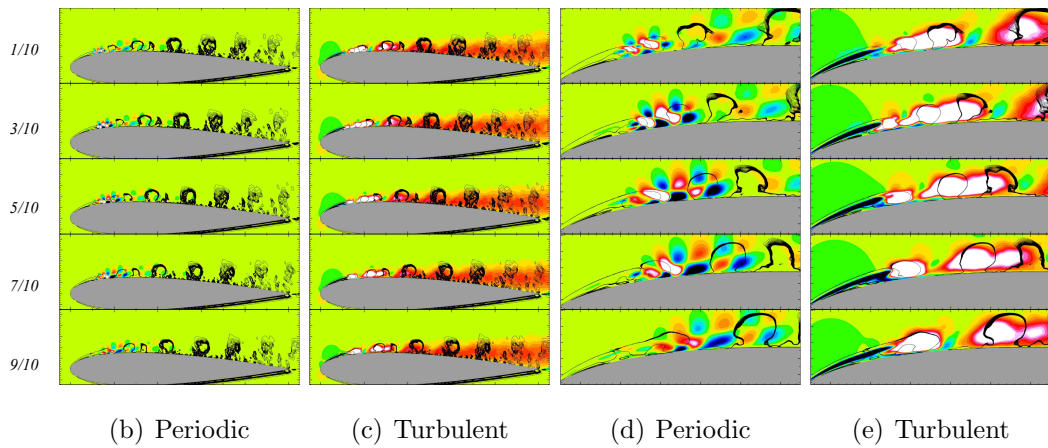 1/10
3/10
5/10
7/10
9/10
(b) Periodic
(c) Turbulent
(d) Periodic
(e) Turbulent